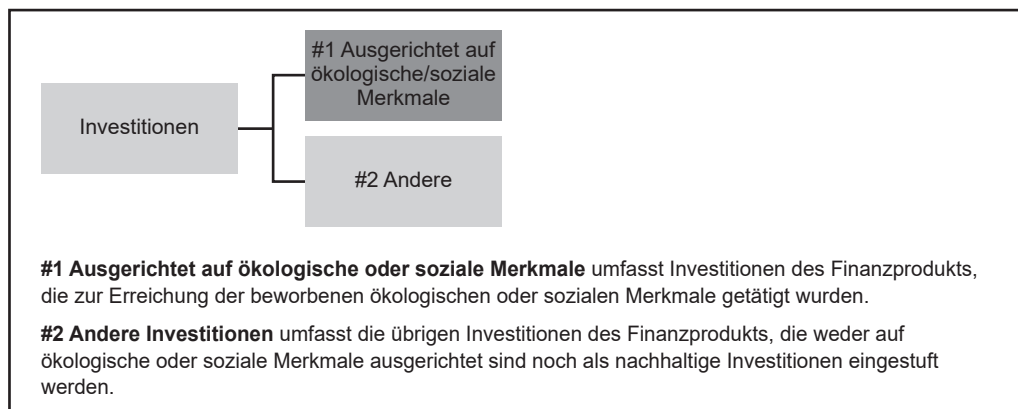 #1 Ausgerichtet auf
ökologische/soziale
Merkmale
Investitionen
#2 Andere
#1 Ausgerichtet auf ökologische oder soziale Merkmale umfasst Investitionen des Finanzprodukts,
die zur Erreichung der beworbenen ökologischen oder sozialen Merkmale getätigt wurden.
#2 Andere Investitionen umfasst die übrigen Investitionen des Finanzprodukts, die weder auf
ökologische oder soziale Merkmale ausgerichtet sind noch als nachhaltige Investitionen eingestuft
werden.